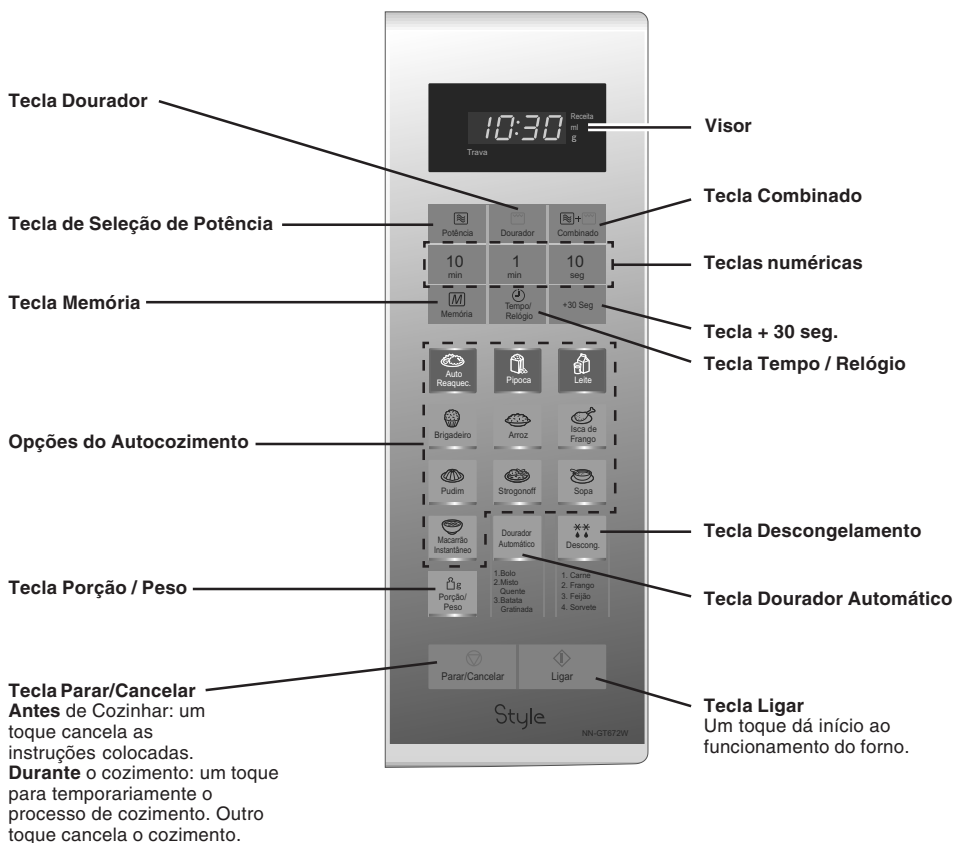 Tecla Dourador
Tecla de Seleção de Potência
Tecla Memória
Opções do Autocozimento
Tecla Porção / Peso
Tecla Parar/Cancelar
Antes de Cozinhar: um
toque cancela as
instruções colocadas.
Durante o cozimento: um toque
para temporariamente o
processo de cozimento. Outro
toque cancela o cozimento.
10:30
Receita
ml
g
Trava
Potência
Dourador
Combinado
10
min
1
min
10
seg
M
Memória
Tempo/
Relógio
+30 Seg
Auto
Reaquec.
Pipoca
Leite
Brigadeiro
Arroz
Isca de
Frango
Pudim
Strogonoff
Sopa
Macarrão
Instantâneo
Dourador
Automático
Descong.
g
Porção/
Peso
1.Bolo
2.Misto
Quente
3.Batata
Gratinada
1. Carne
2. Frango
3. Feijão
4. Sorvete
Parar/Cancelar
Ligar
Style
NN-GT672W
Visor
Tecla Combinado
Teclas numéricas
Tecla + 30 seg.
Tecla Tempo / Relógio
Tecla Descongelamento
Tecla Dourador Automático
Tecla Ligar
Um toque dá início ao
funcionamento do forno.